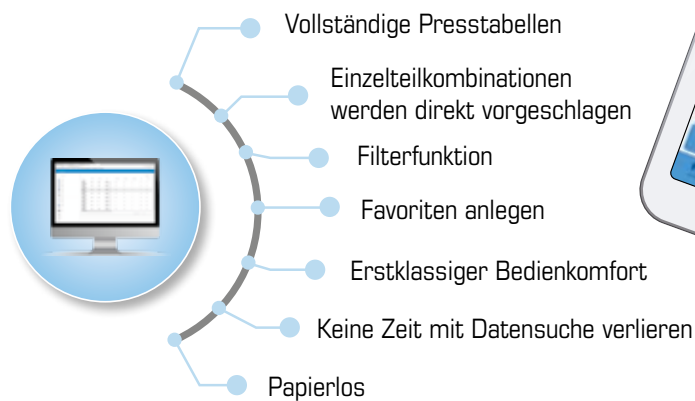 Vollständige Presstabellen
Einzelteilkombinationen
werden direkt vorgeschlagen
Filterfunktion
Favoriten anlegen
Erstklassiger Bedienkomfort
Keine Zeit mit Datensuche verlieren
Papierlos